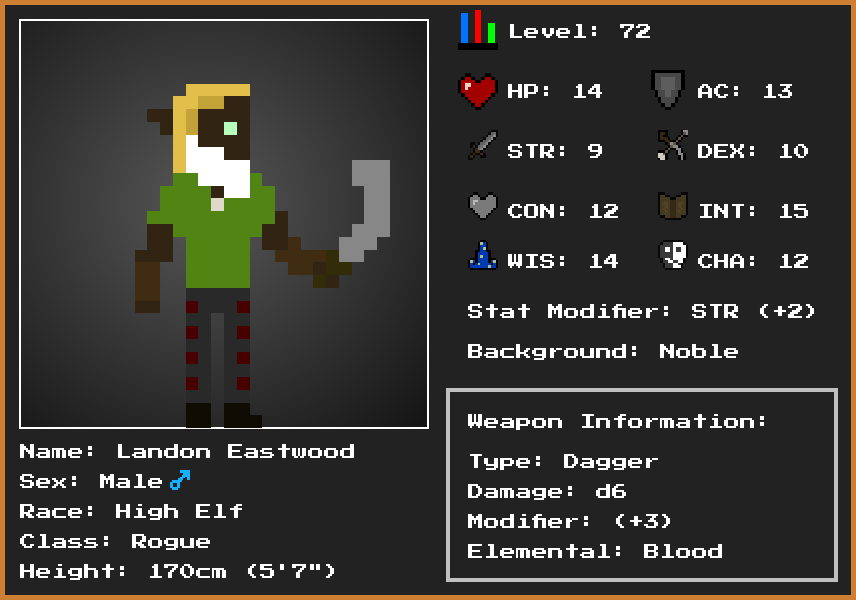 Level: 72
HP: 14
AC: 13
STR: 9
DEX: 10
CON: 12
INT: 15
WIS: 14
CHA: 12
Stat Modifier: STR (+2)
Background: Noble
Weapon Information:
Type: Dagger
Damage: d6
Modifier: (+3)
Elemental: Blood
Name: Landon Eastwood
Sex: Male ♂
Race: High Elf
Class: Rogue
Height: 170cm (5'7")